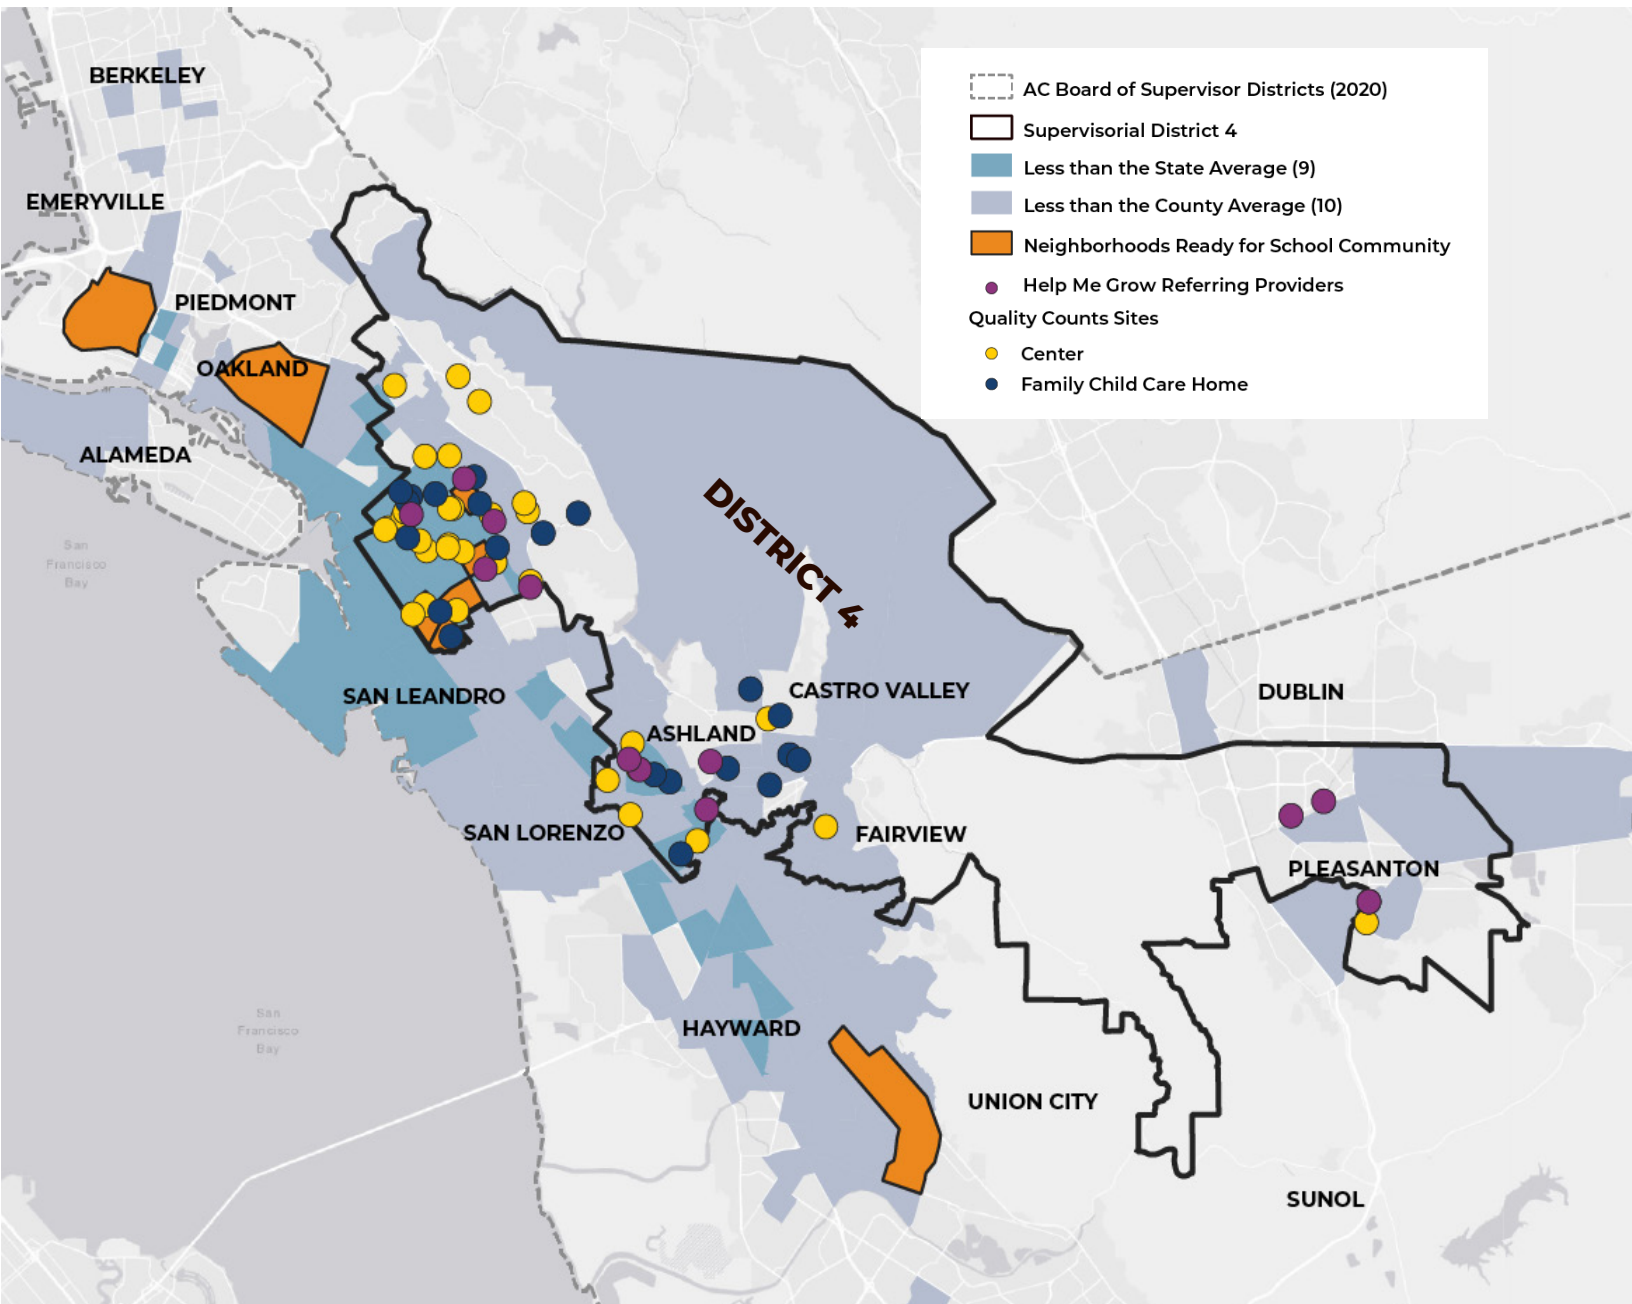 BERKELEY
EMERYVILLE
PIEDMONT
OAKLAND
ALAMEDA
San
Francisco
Bay
DISTRICT 4
SAN LEANDRO
CASTRO VALLEY
ASHLAND
SAN LORENZO
FAIRVIEW
DUBLIN
PLEASANTON
San
Francisco
Bay
HAYWARD
UNION CITY
SUNOL
AC Board of Supervisor Districts (2020)
Supervisorial District 4
Less than the State Average (9)
Less than the County Average (10)
Neighborhoods Ready for School Community
Help Me Grow Referring Providers
Quality Counts Sites
Center
Family Child Care Home